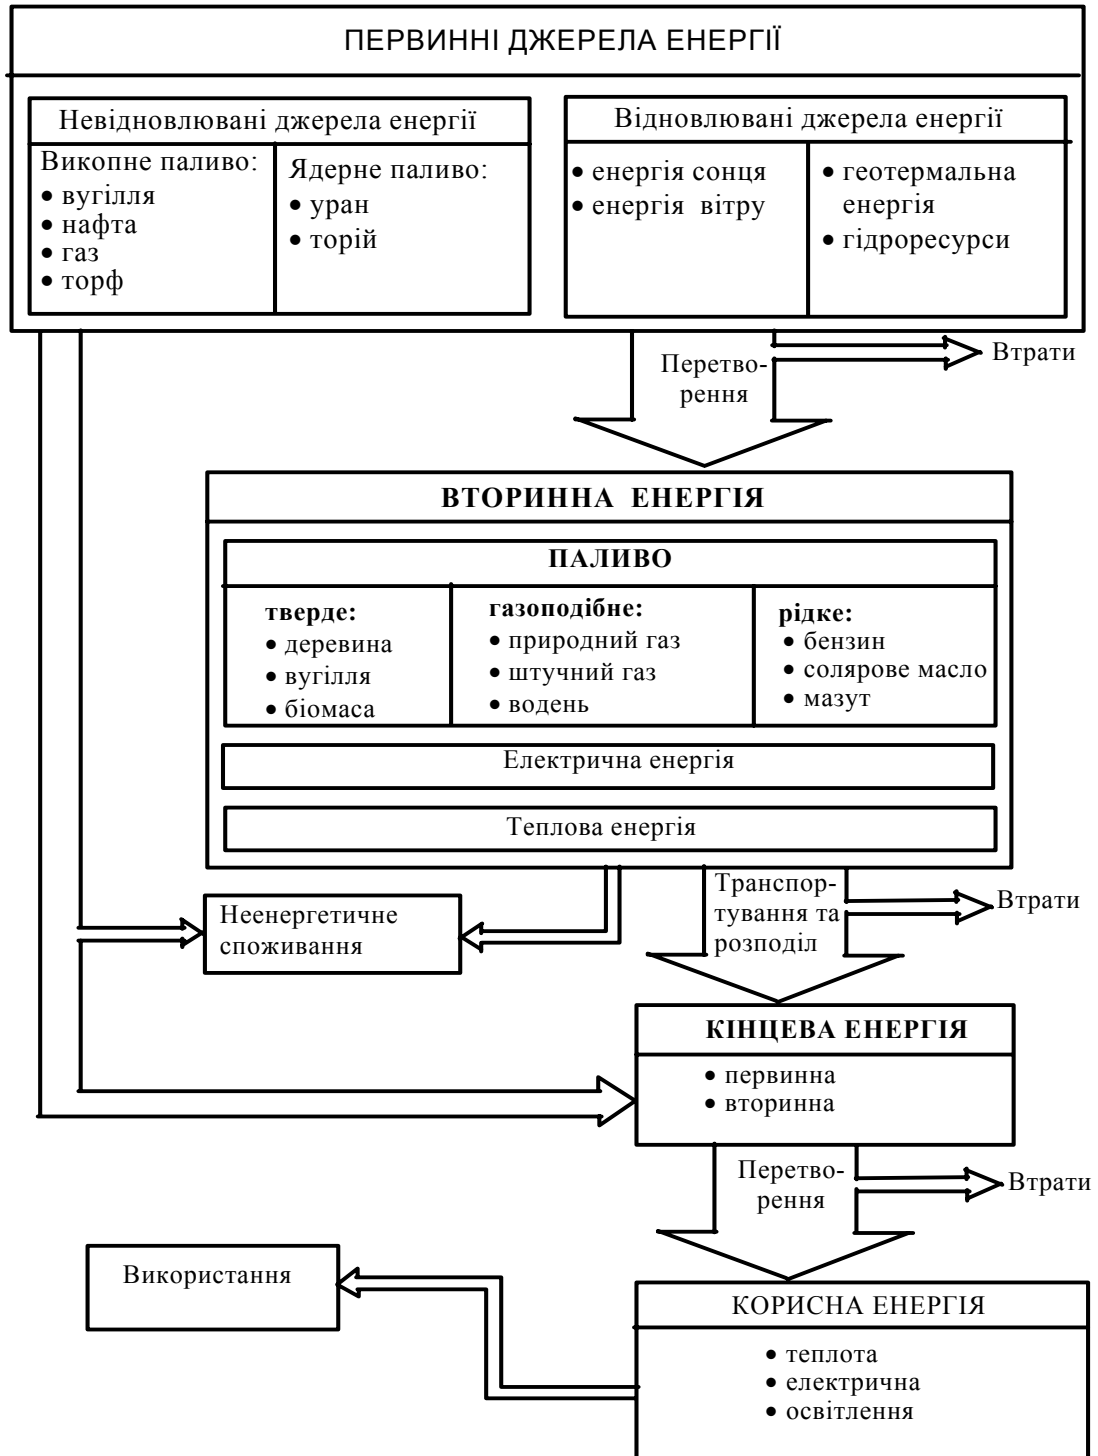 ПЕРВИННІ ДЖЕРЕЛА ЕНЕРГІЇ
Невідновлювані джерела енергії
Викопне паливо:
• вугілля
• нафта
• газ
• торф
Ядерне паливо:
• уран
• торій
Відновлювані джерела енергії
• енергія сонця
• енергія вітру
• геотермальна
енергія
• гідроресурси
Перетво-
рення
Втрати
ВТОРИННА ЕНЕРГІЯ
ПАЛИВО
тверде:
• деревина
• вугілля
• біомаса
газоподібне:
• природний газ
• штучний газ
• водень
рідке:
• бензин
• солярове масло
• мазут
Електрична енергія
Теплова енергія
Неенергетичне
споживання
Транспор-
тування та
розподіл
Втрати
КІНЦЕВА ЕНЕРГІЯ
• первинна
• вторинна
Перетво-
рення
Втрати
Використання
КОРИСНА ЕНЕРГІЯ
• теплота
• електрична
• освітлення